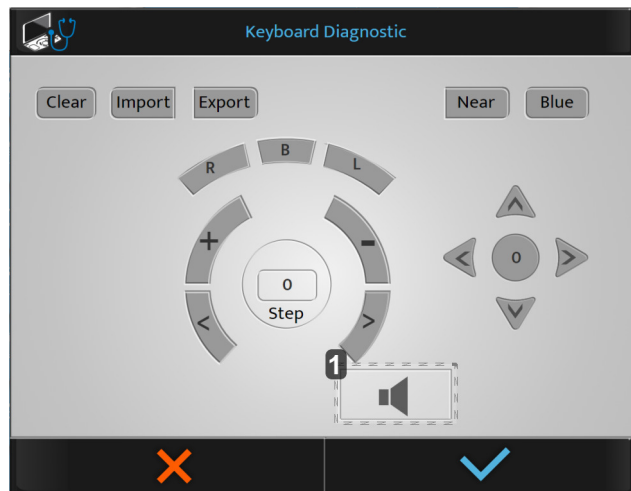 Keyboard Diagnostic
Clear Import Export Near Blue
R B L
+ -
0
0
Step
< >
1